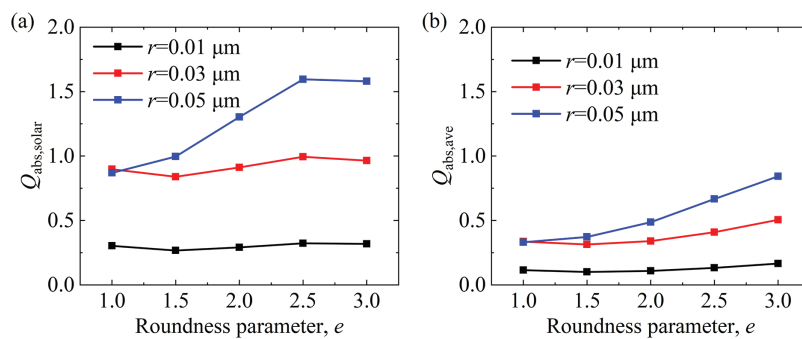 (a)
2.0
1.5
1.0
0.5
0.0
Q abs,solar
r=0.01 μm
r=0.03 μm
r=0.05 μm
1.0 1.5 2.0 2.5 3.0
Roundness parameter, e
(b)
2.0
1.5
1.0
0.5
0.0
Q abs,ave
r=0.01 μm
r=0.03 μm
r=0.05 μm
1.0 1.5 2.0 2.5 3.0
Roundness parameter, e